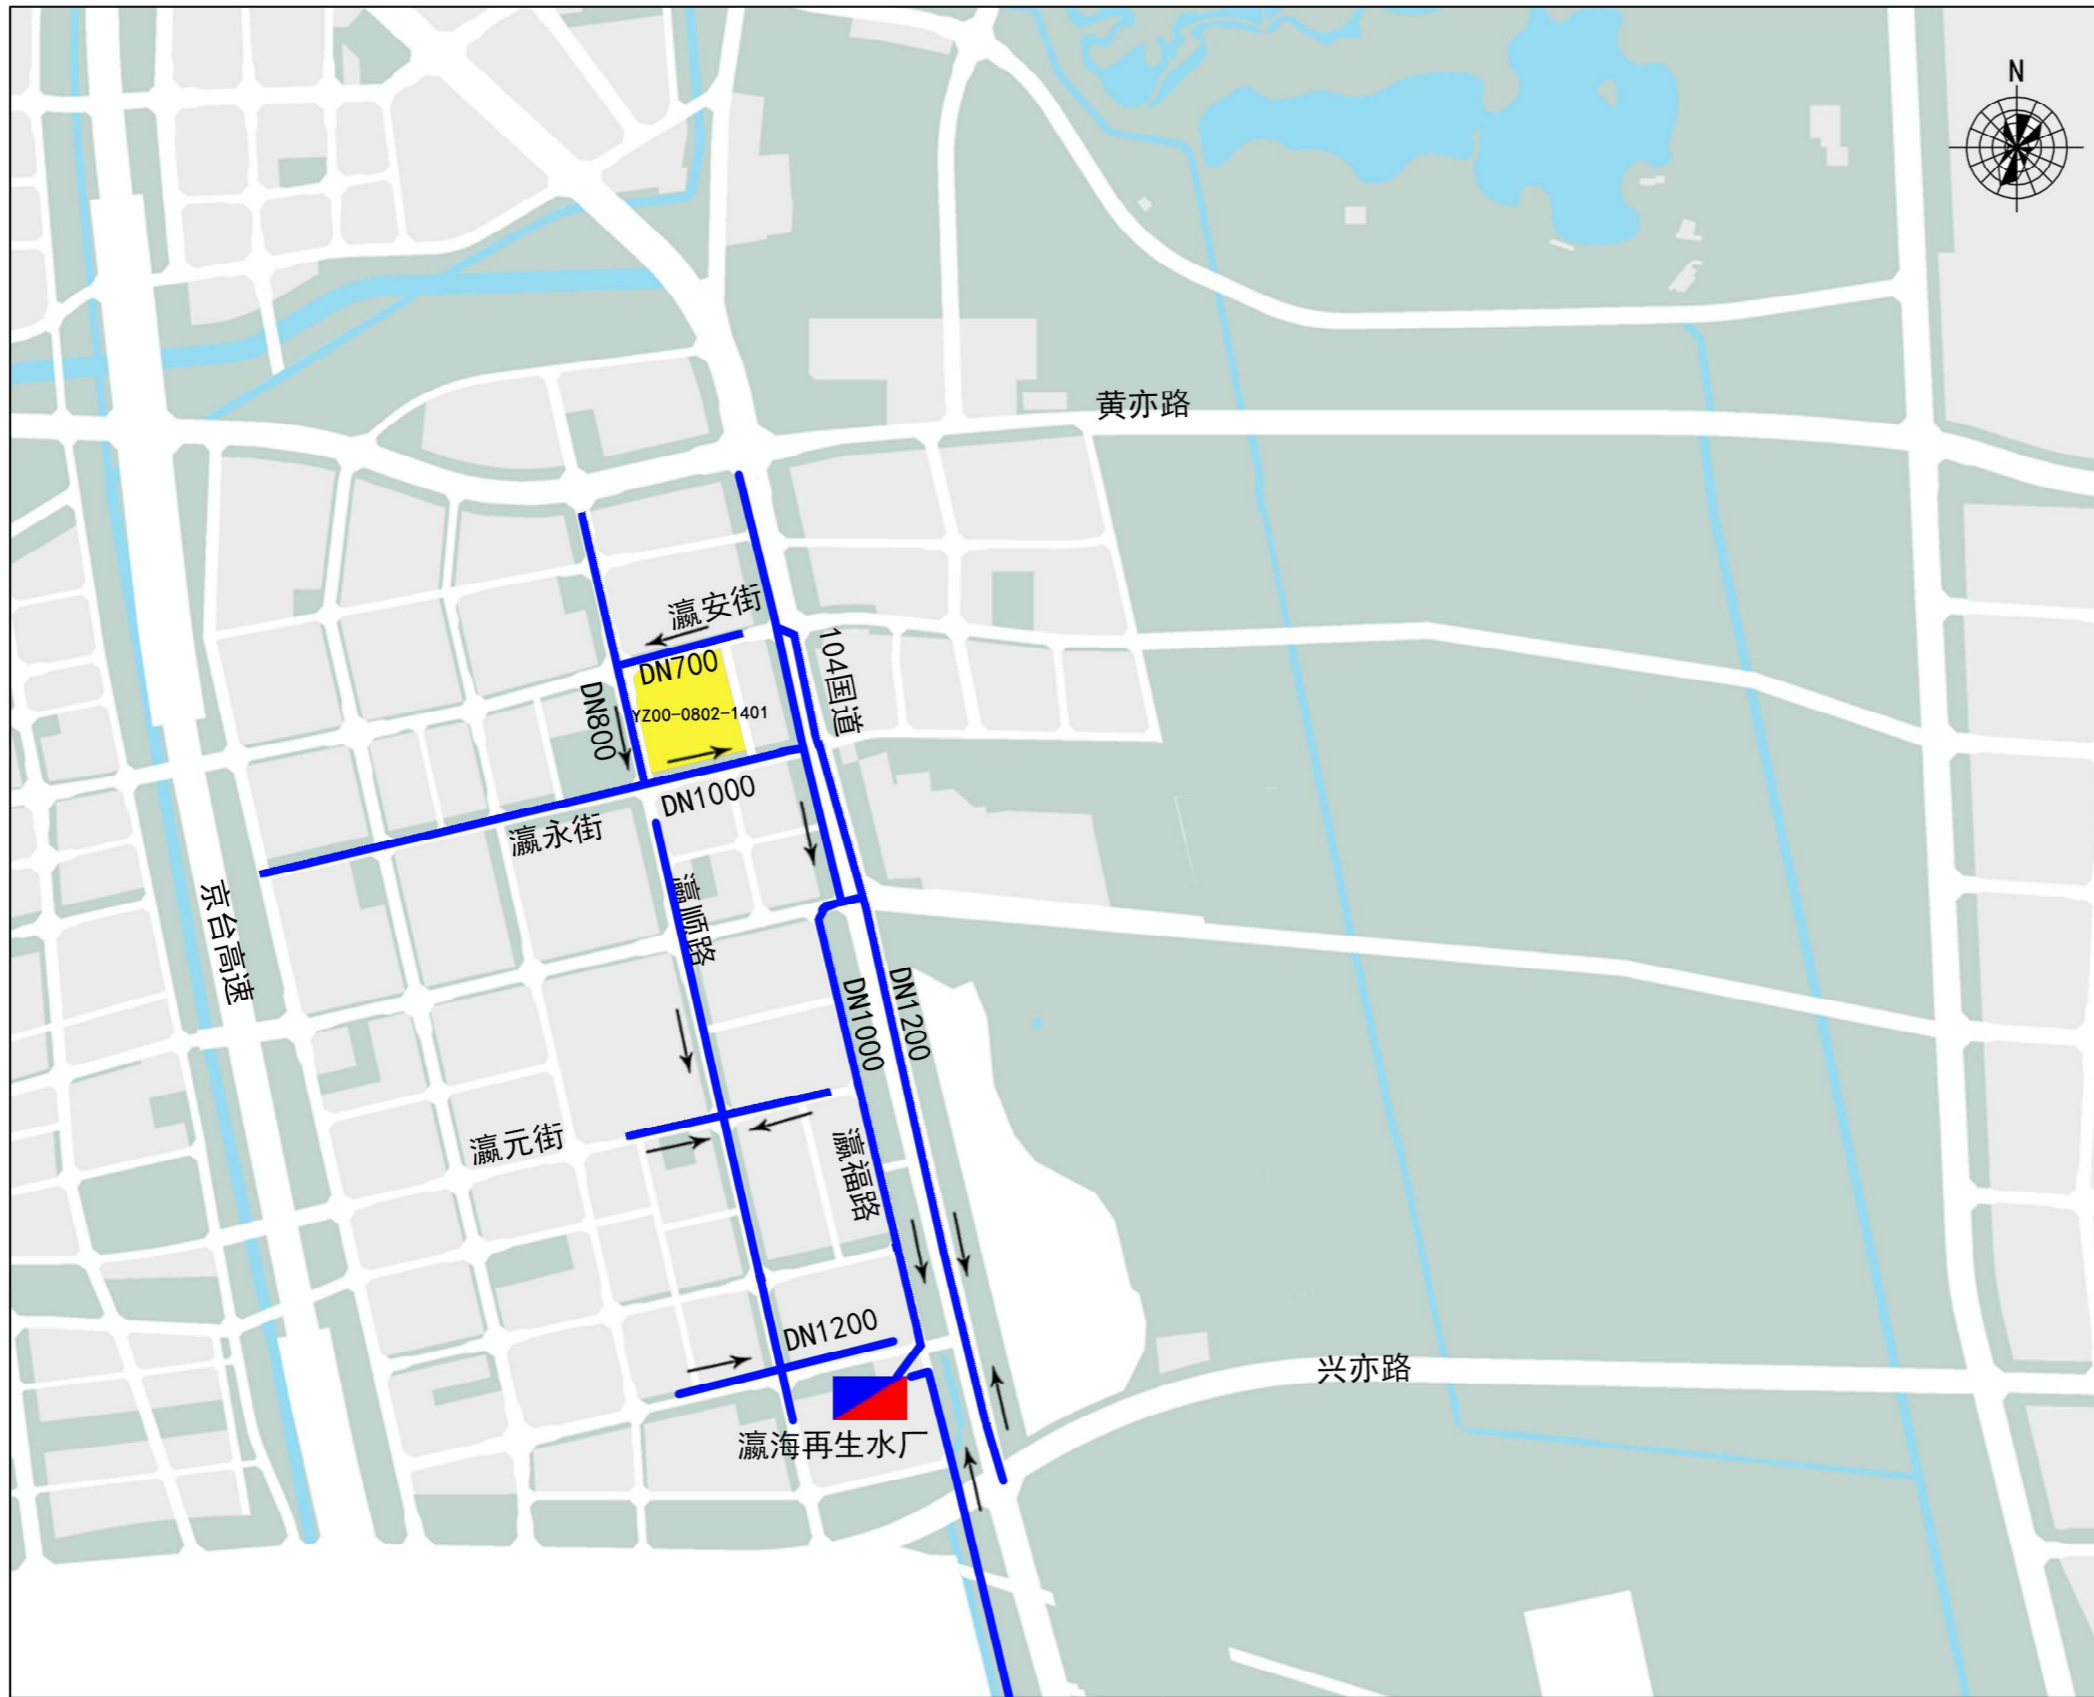 N
黄亦路
瀛安街
DN700
104国道
DN800
YZ00-0802-1401
DN1000
瀛永街
瀛顺路
京台高速
DN1000
DN1200
瀛元街
瀛福路
DN1200
兴亦路
瀛海再生水厂